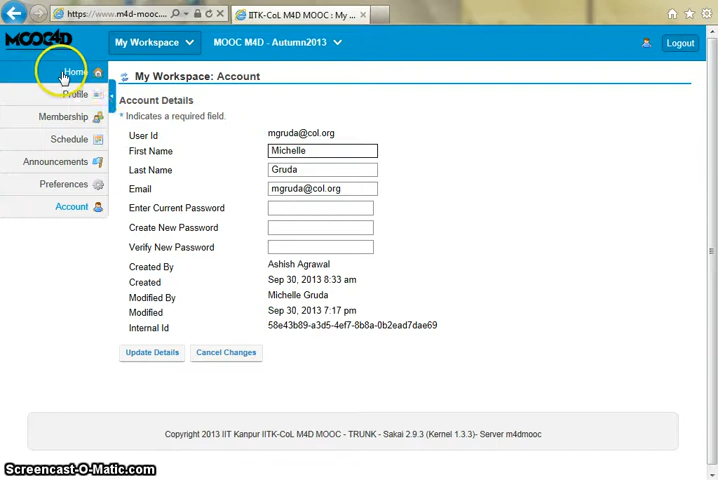 https://www.m4d-mooc.
IITK-CoL M4D MOOC : My ...
MOOC4D
My Workspace
MOOC M4D - Autumn2013
Logout
Home
Profile
Membership
Schedule
Announcements
Preferences
Account
My Workspace: Account
Account Details
* Indicates a required field.
User Id mgruda@col.org
First Name Michelle
Last Name Gruda
Email mgruda@col.org
Enter Current Password
Create New Password
Verify New Password
Created By Ashish Agrawal
Created Sep 30, 2013 8:33 am
Modified By Michelle Gruda
Modified Sep 30, 2013 7:17 pm
Internal Id 58e43b89-a3d5-4ef7-8b8a-0b2ead7dae69
Update Details Cancel Changes
Copyright 2013 IIT Kanpur IITK-CoL M4D MOOC - TRUNK - Sakai 2.9.3 (Kernel 1.3.3)- Server m4dmooc
Screencast-O-Matic.com